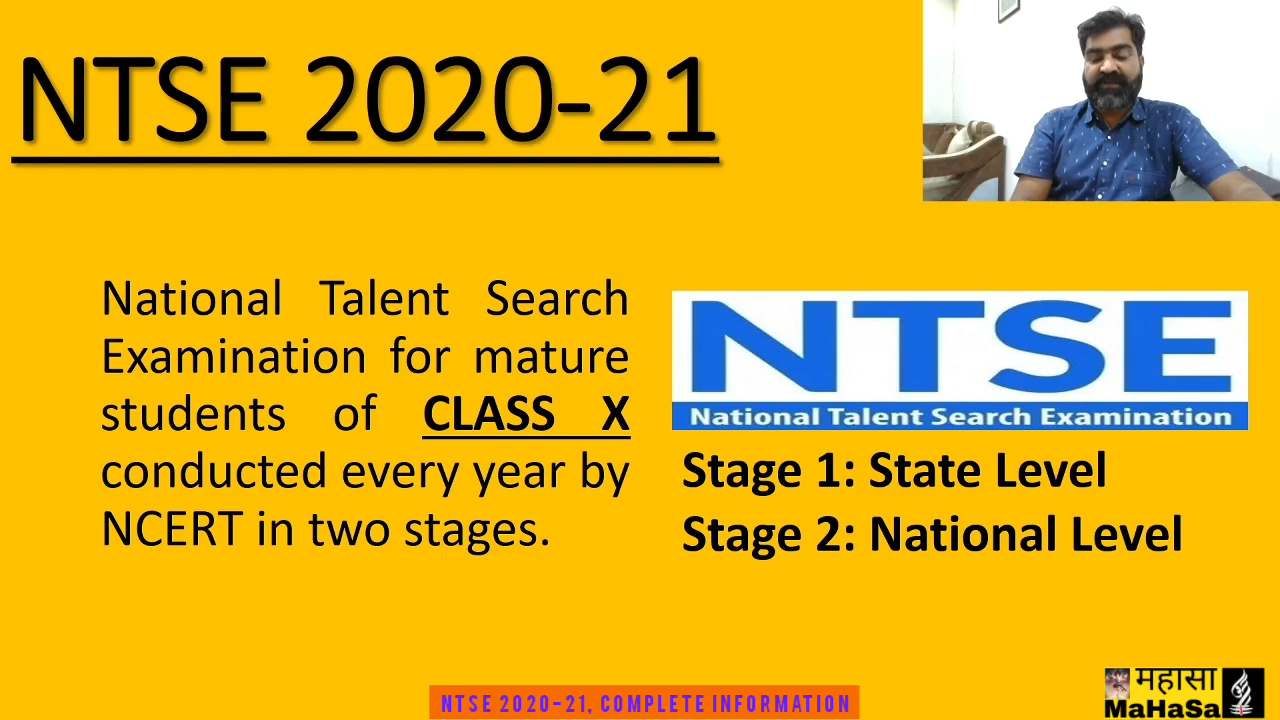 NTSE 2020-21
National Talent Search
Examination for mature
students of CLASS X
conducted every year by
NCERT in two stages.
NTSE
National Talent Search Examination
Stage 1: State Level
Stage 2: National Level
NTSE 2020-21, COMPLETE INFORMATION
महासा
MaHaSa